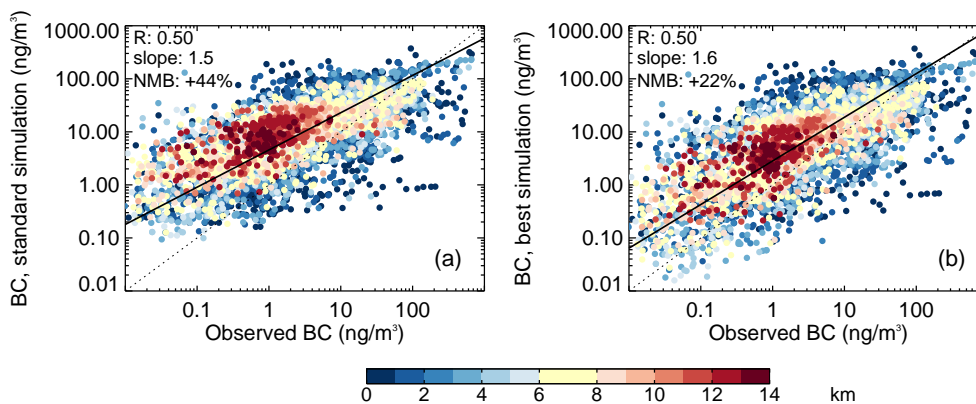 BC, standard simulation (ng/m³)
1000.00
100.00
10.00
1.00
0.10
0.01
R: 0.50
slope: 1.5
NMB: +44%
(a)
0.1 1 10 100
Observed BC (ng/m³)
BC, best simulation (ng/m³)
1000.00
100.00
10.00
1.00
0.10
0.01
R: 0.50
slope: 1.6
NMB: +22%
(b)
0.1 1 10 100
Observed BC (ng/m³)
0 2 4 6 8 10 12 14 km